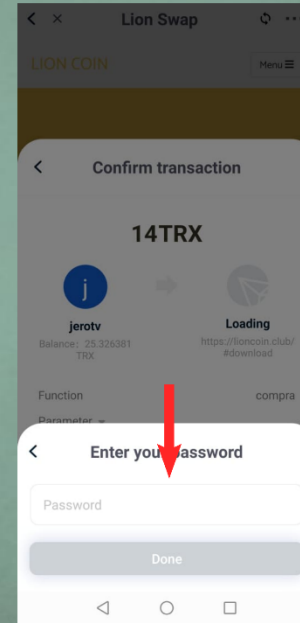 Lion Swap
LION COIN
Menu
Confirm transaction
14TRX
j
jerotv
Loading
Balance: 25.326381
TRX
https://lioncoin.club/
#download
Function compra
Parameter
Enter your password
Password
Done